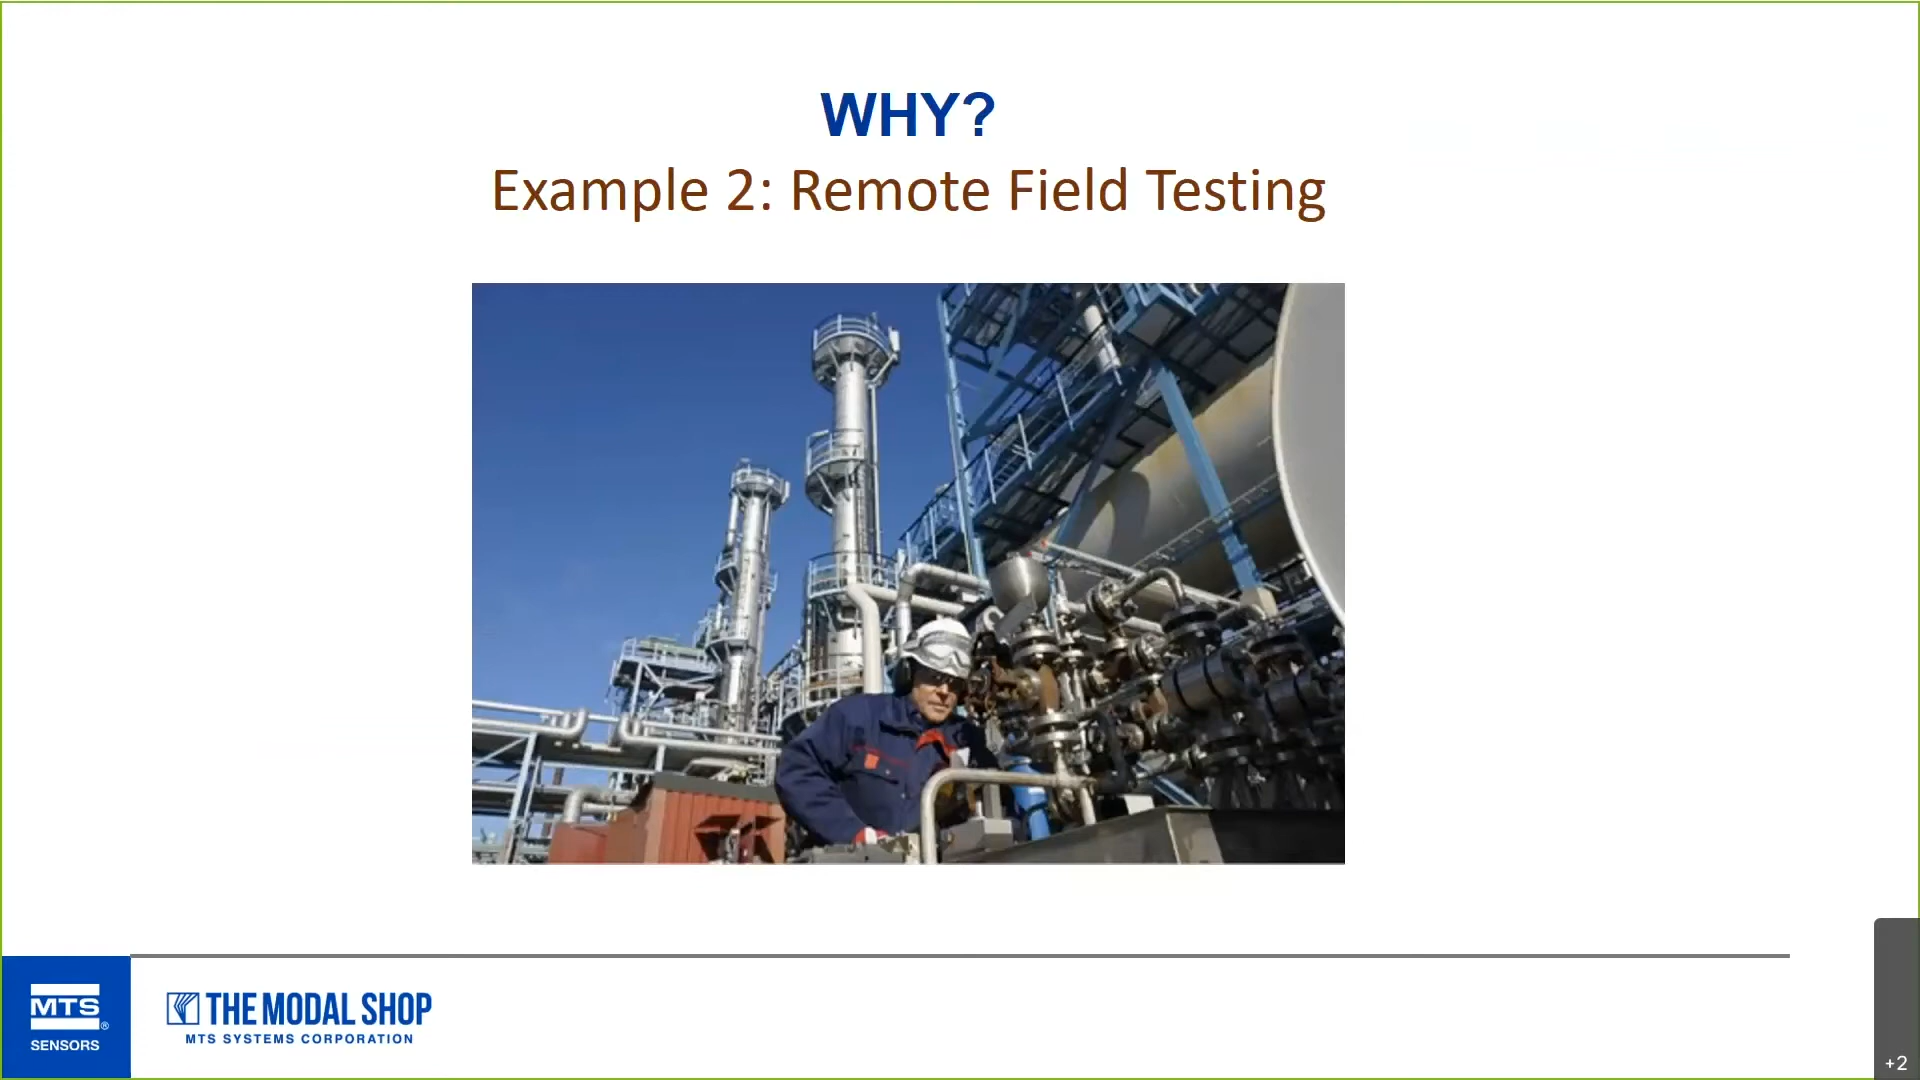 WHY?
Example 2: Remote Field Testing
MTS®
SENSORS
THE MODAL SHOP
MTS SYSTEMS CORPORATION
+2